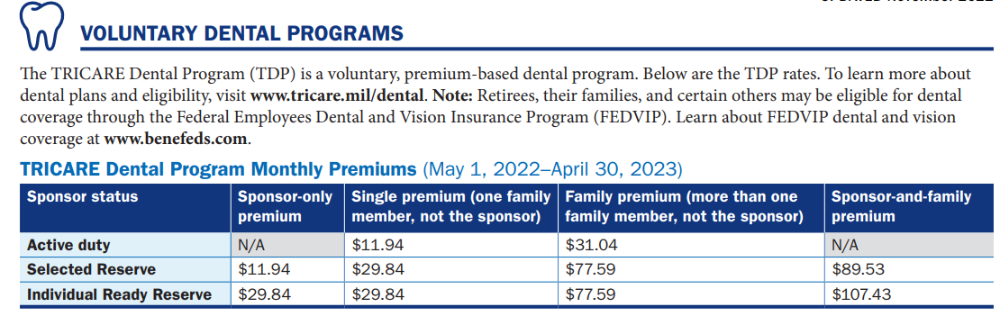 VOLUNTARY DENTAL PROGRAMS
The TRICARE Dental Program (TDP) is a voluntary, premium-based dental program. Below are the TDP rates. To learn more about
dental plans and eligibility, visit www.tricare.mil/dental. Note: Retirees, their families, and certain others may be eligible for dental
coverage through the Federal Employees Dental and Vision Insurance Program (FEDVIP). Learn about FEDVIP dental and vision
coverage at www.benefeds.com.
TRICARE Dental Program Monthly Premiums (May 1, 2022–April 30, 2023)
Sponsor status Sponsor-only Single premium (one family Family premium (more than one Sponsor-and-family
premium member, not the sponsor) family member, not the sponsor) premium
Active duty N/A $11.94 $31.04 N/A
Selected Reserve $11.94 $29.84 $77.59 $89.53
Individual Ready Reserve $29.84 $29.84 $77.59 $107.43